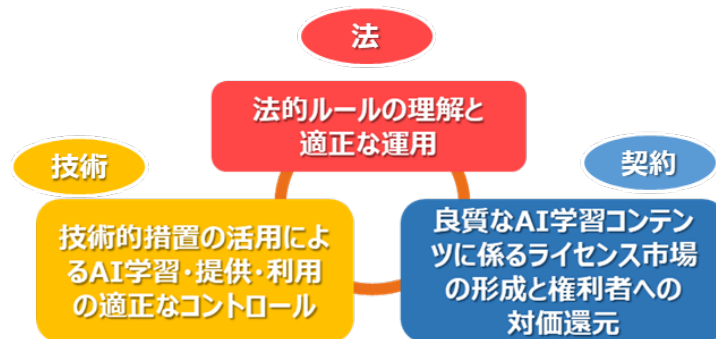 法
法的ルールの理解と
適正な運用
技術
契約
技術的措置の活用によ
るAI学習・提供・利用
の適正なコントロール
良質なAI学習コンテン
ツに係るライセンス市場
の形成と権利者への
対価還元